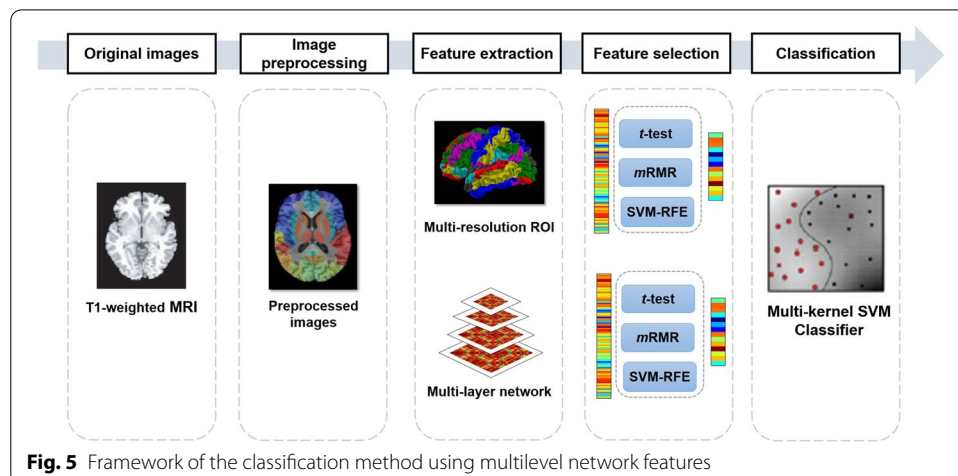 Original images
Image
preprocessing
Feature extraction
Feature selection
Classification
T1-weighted MRI
Preprocessed
images
Multi-resolution ROI
Multi-layer network
t-test
mRMR
SVM-RFE
t-test
mRMR
SVM-RFE
Multi-kernel SVM
Classifier
Fig. 5 Framework of the classification method using multilevel network features